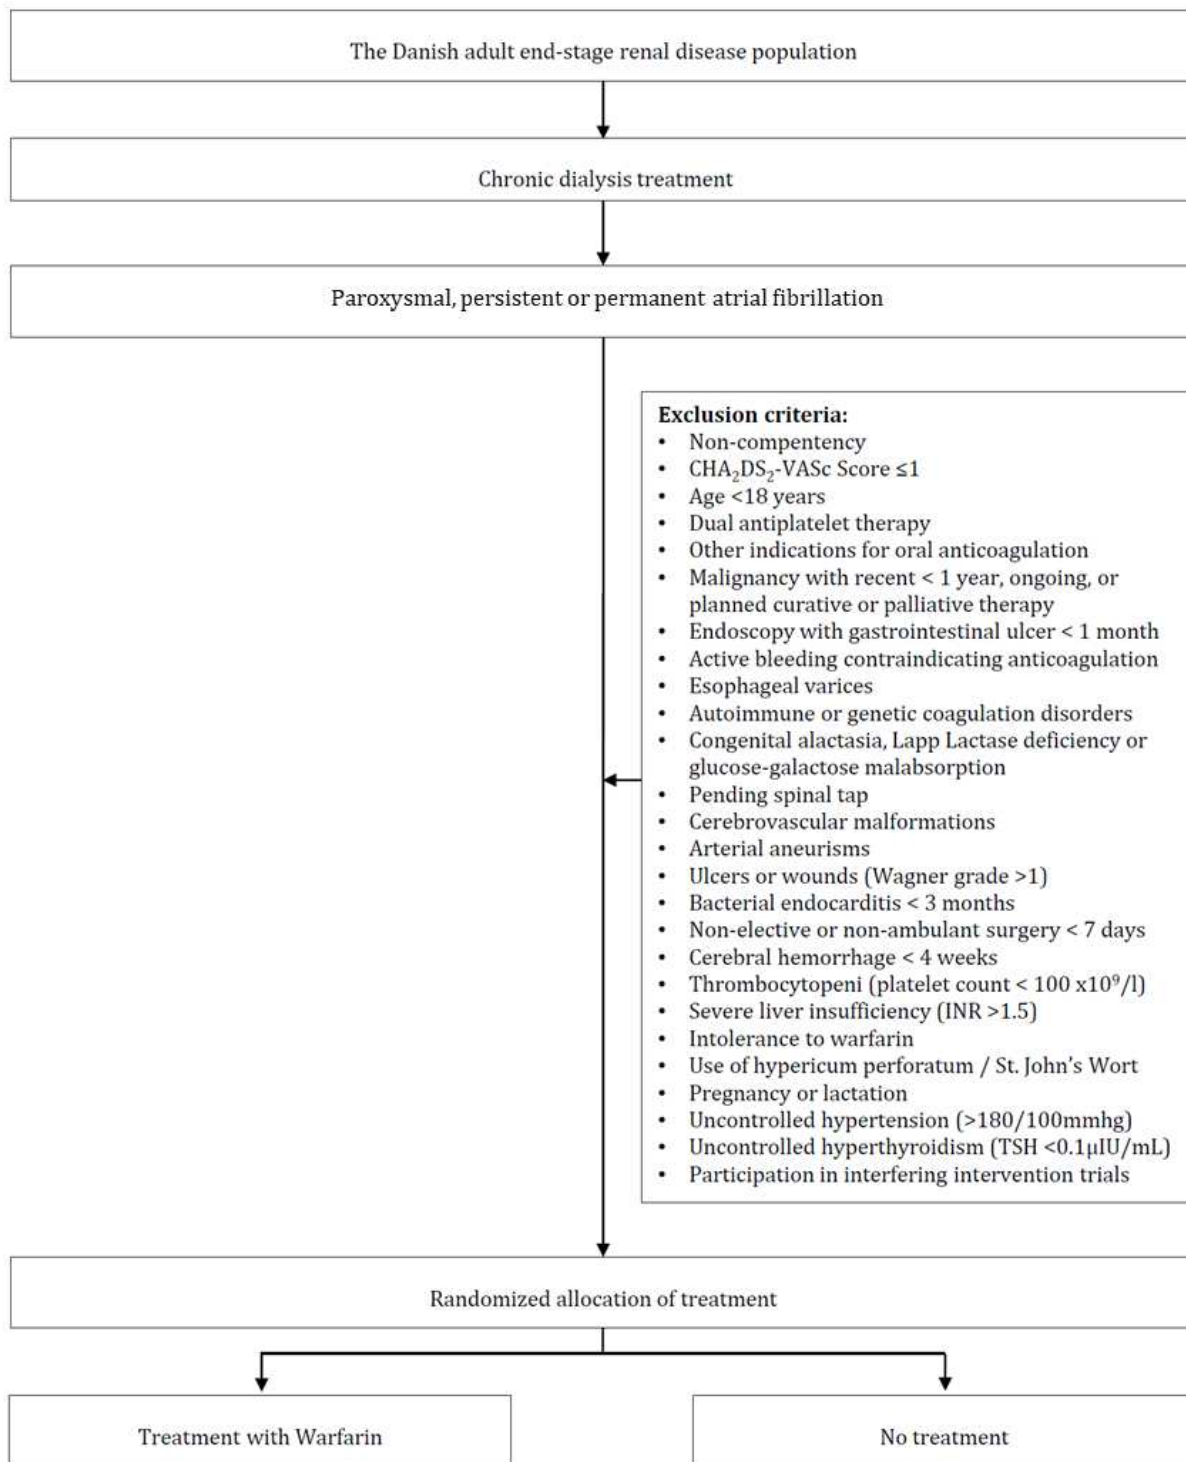 The Danish adult end-stage renal disease population
Chronic dialysis treatment
Paroxysmal, persistent or permanent atrial fibrillation
Exclusion criteria:
• Non-compentency
• CHA₂DS₂-VASc Score ≤1
• Age <18 years
• Dual antiplatelet therapy
• Other indications for oral anticoagulation
• Malignancy with recent < 1 year, ongoing, or
planned curative or palliative therapy
• Endoscopy with gastrointestinal ulcer < 1 month
• Active bleeding contraindicating anticoagulation
• Esophageal varices
• Autoimmune or genetic coagulation disorders
• Congenital alactasia, Lapp Lactase deficiency or
glucose-galactose malabsorption
• Pending spinal tap
• Cerebrovascular malformations
• Arterial aneurisms
• Ulcers or wounds (Wagner grade >1)
• Bacterial endocarditis < 3 months
• Non-elective or non-ambulant surgery < 7 days
• Cerebral hemorrhage < 4 weeks
• Thrombocytopeni (platelet count < 100 x10⁹/l)
• Severe liver insufficiency (INR >1.5)
• Intolerance to warfarin
• Use of hypericum perforatum / St. John's Wort
• Pregnancy or lactation
• Uncontrolled hypertension (>180/100mmhg)
• Uncontrolled hyperthyroidism (TSH <0.1μIU/mL)
• Participation in interfering intervention trials
Randomized allocation of treatment
Treatment with Warfarin
No treatment